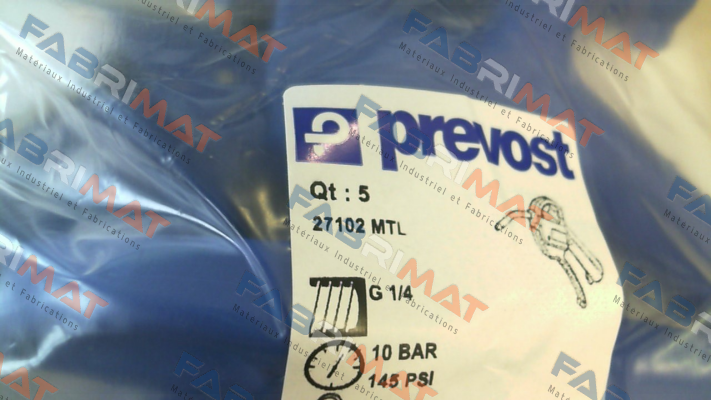 prevost
Qt : 5
27102 MTL
G 1/4
10 BAR
145 PSI
FABRIMAT
Materiaux Industriel et Fabrications